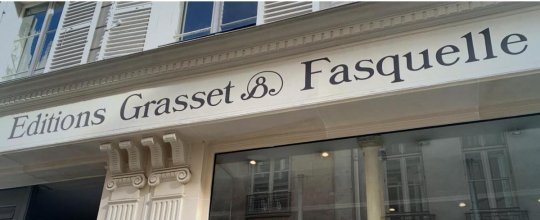 Editions Grasset & Fasquelle